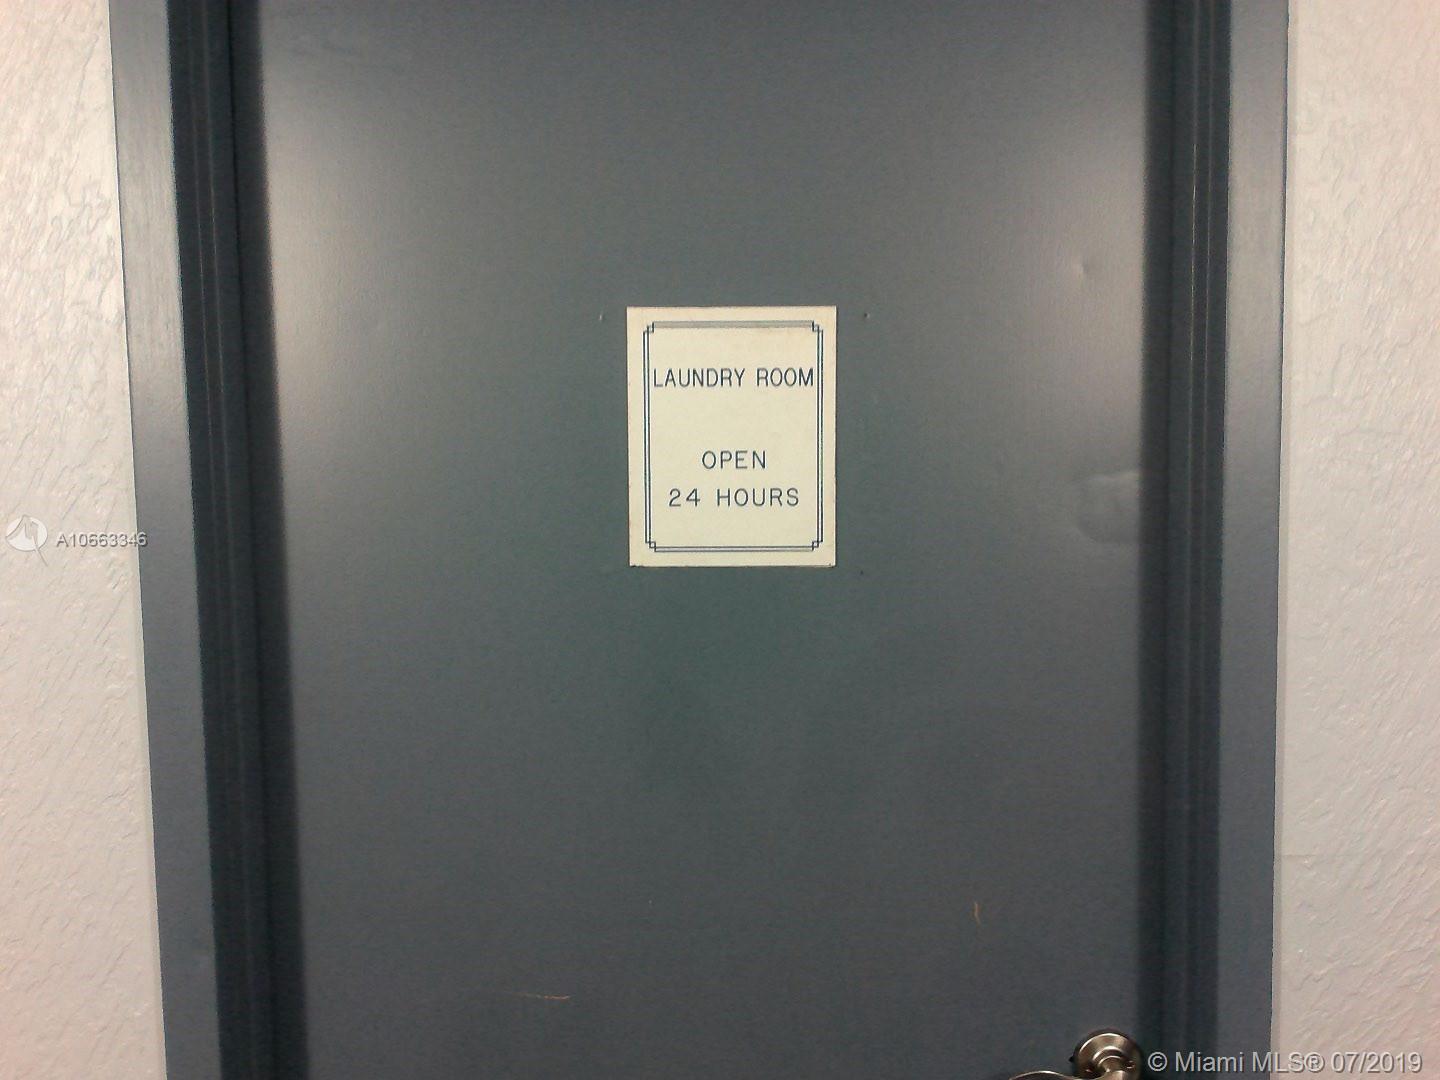 LAUNDRY ROOM
OPEN
24 HOURS
A10663346
© Miami MLS® 07/2019